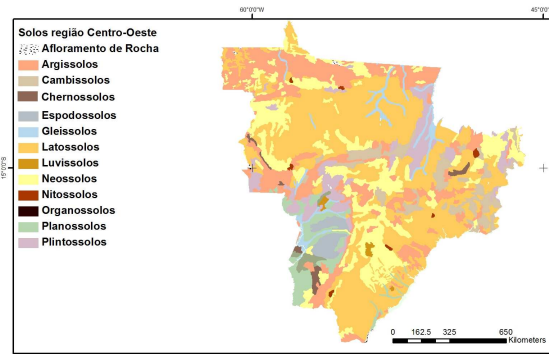 60°0'0"W
45°0'0"
Solos região Centro-Oeste
Afloramento de Rocha
Argissolos
Cambissolos
Chernossolos
Espodossolos
Gleissolos
Latossolos
Luvissolos
Neossolos
Nitossolos
Organossolos
Planossolos
Plintossolos
15°0'0"S
0 162.5 325 650
Kilometers